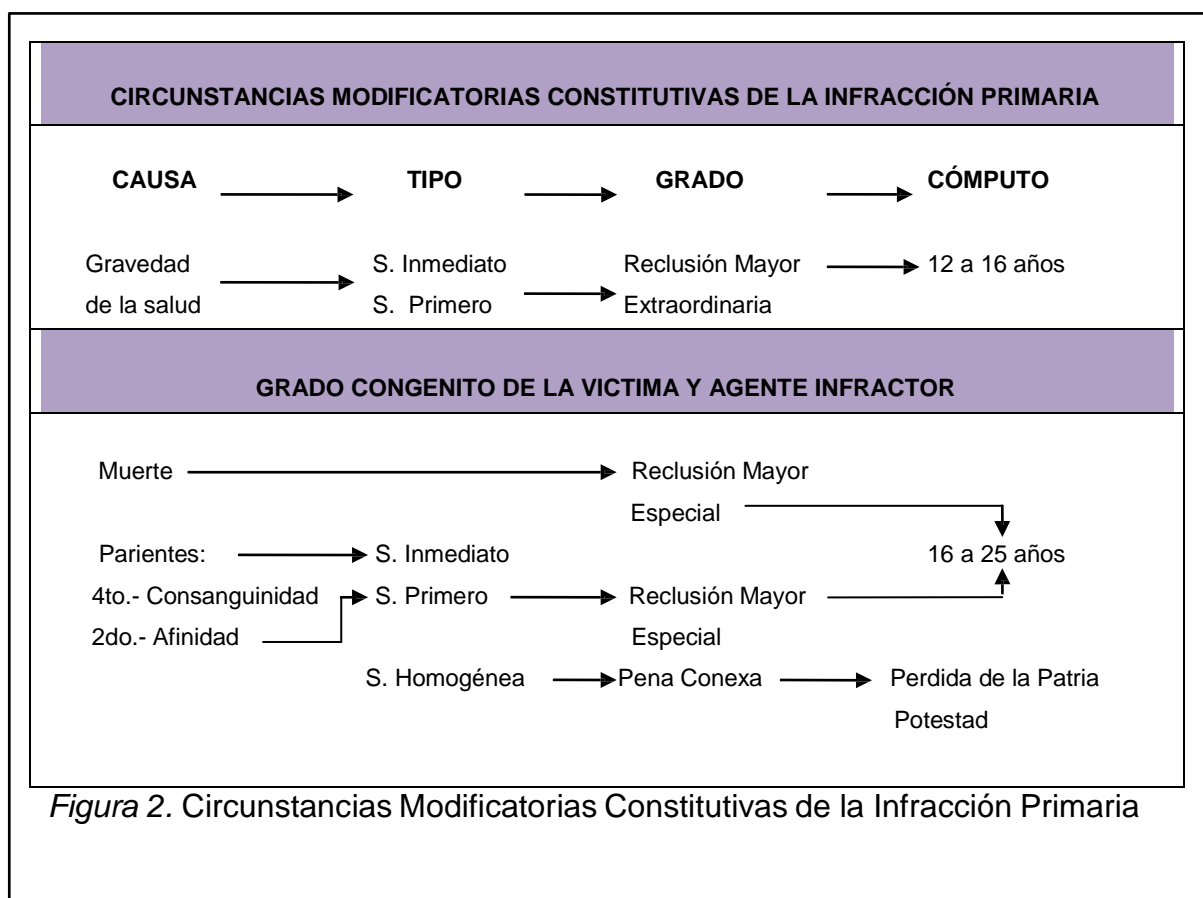 CIRCUNSTANCIAS MODIFICATORIAS CONSTITUTIVAS DE LA INFRACCIÓN PRIMARIA
CAUSA TIPO GRADO CÓMPUTO
Gravedad S. Inmediato Reclusión Mayor 12 a 16 años
de la salud S. Primero Extraordinaria
GRADO CONGENITO DE LA VICTIMA Y AGENTE INFRACTOR
Muerte Reclusión Mayor
Especial
Parientes: S. Inmediato 16 a 25 años
4to.- Consanguinidad S. Primero Reclusión Mayor
2do.- Afinidad Especial
S. Homogénea Pena Conexa Perdida de la Patria
Potestad
Figura 2. Circunstancias Modificatorias Constitutivas de la Infracción Primaria